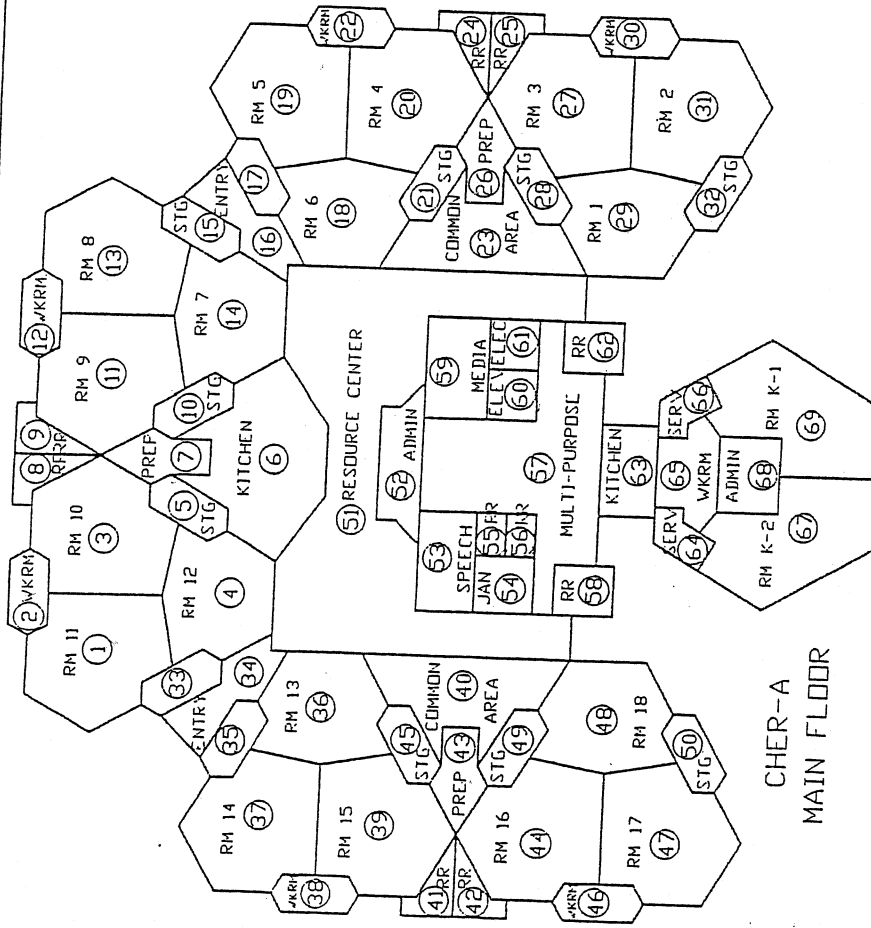 WKRM
22
RR
24
RR
25
WKRM
30
RM 5
19
RM 4
20
RM 3
27
RM 2
31
PREP
26
ENTRY
17
STG
21
STG
28
STG
32
16
RM 6
18
COMMON
AREA
23
RM 1
29
STG
15
RM 8
13
WKRM
12
RM 7
14
RM 9
11
STG
10
RR
9
RR
8
PREP
7
KITCHEN
6
STG
5
RM 10
3
WKRM
2
RM 12
4
RM 11
1
33
ENTRY
34
35
RM 13
36
RM 14
37
WKRM
38
RM 15
39
COMMON
AREA
40
STG
45
PREP
43
STG
49
RR
41
RR
42
RM 16
44
RM 18
48
STG
50
RM 17
47
WKRM
46
51 RESOURCE CENTER
52 ADMIN
59
MEDIA
ELEV
60
ELEC
61
RR
62
57
MULTI-PURPOSE
53
SPEECH
JAN
54
55 RR
56 RR
RR
58
KITCHEN
63
SERV
66
65
WKRM
ADMIN
68
SERV
64
RM K-1
69
RM K-2
67
CHER-A
MAIN FLOOR